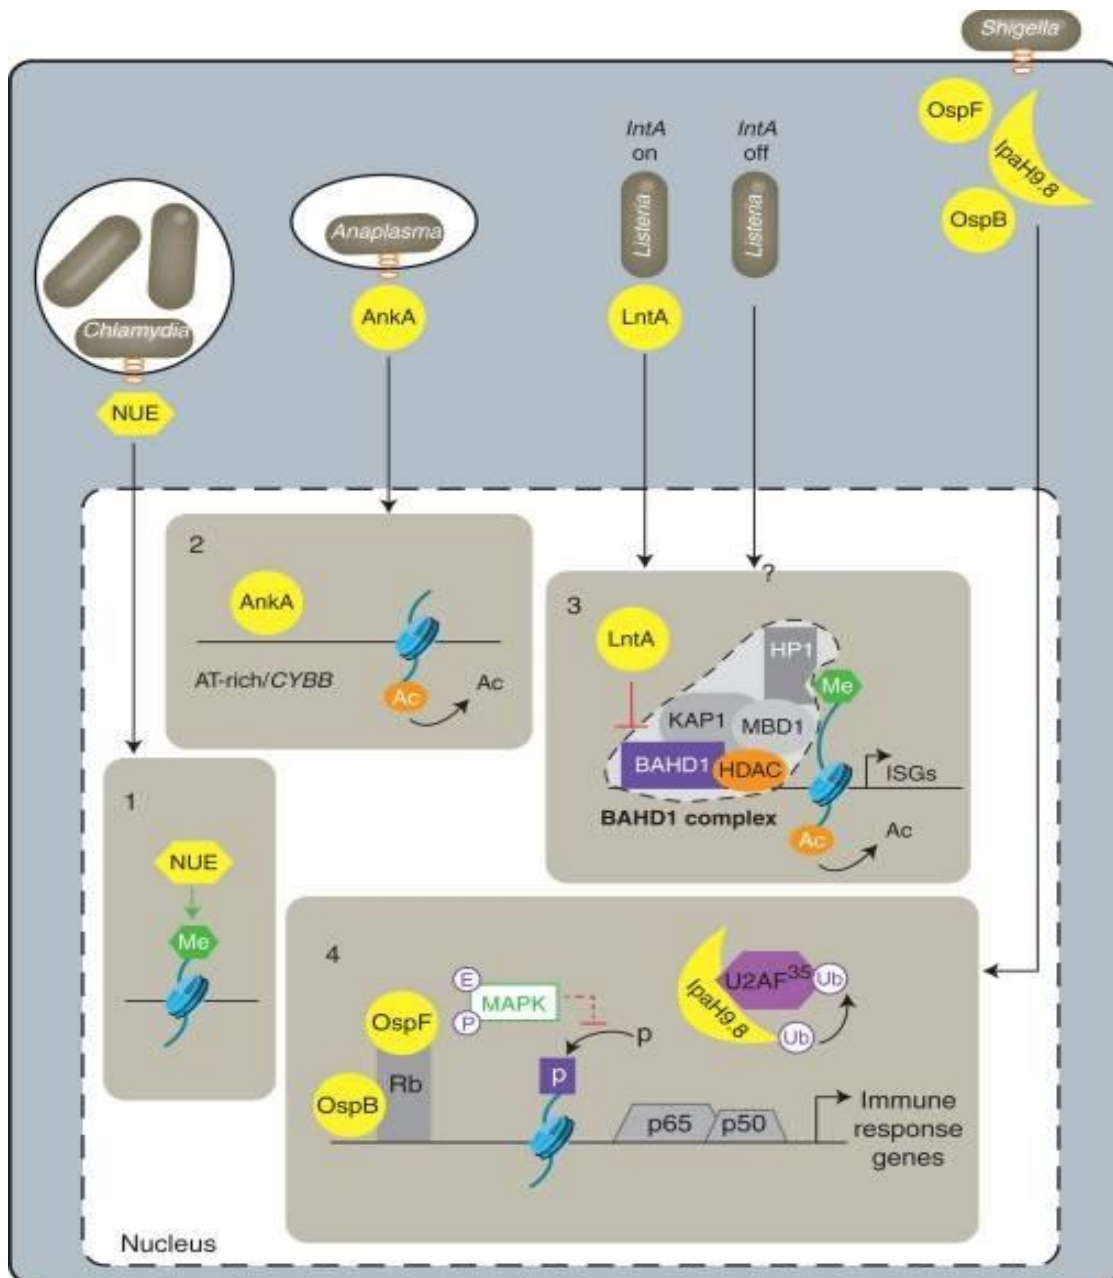 Shigella
OspF
IpaH9.8
OspB
IntA
on
IntA
off
Listeria
Listeria
Anaplasma
AnkA
LntA
Chlamydia
NUE
2
AnkA
AT-rich/CYBB
Ac
Ac
?
3
LntA
HP1
Me
KAP1
MBD1
BAHD1
HDAC
ISGs
BAHD1 complex
Ac
Ac
1
NUE
Me
4
E
MAPK
P
OspF
Rb
OspB
p
p
U2AF35
Ub
IpaH9.8
Ub
p65
p50
Immune
response
genes
Nucleus